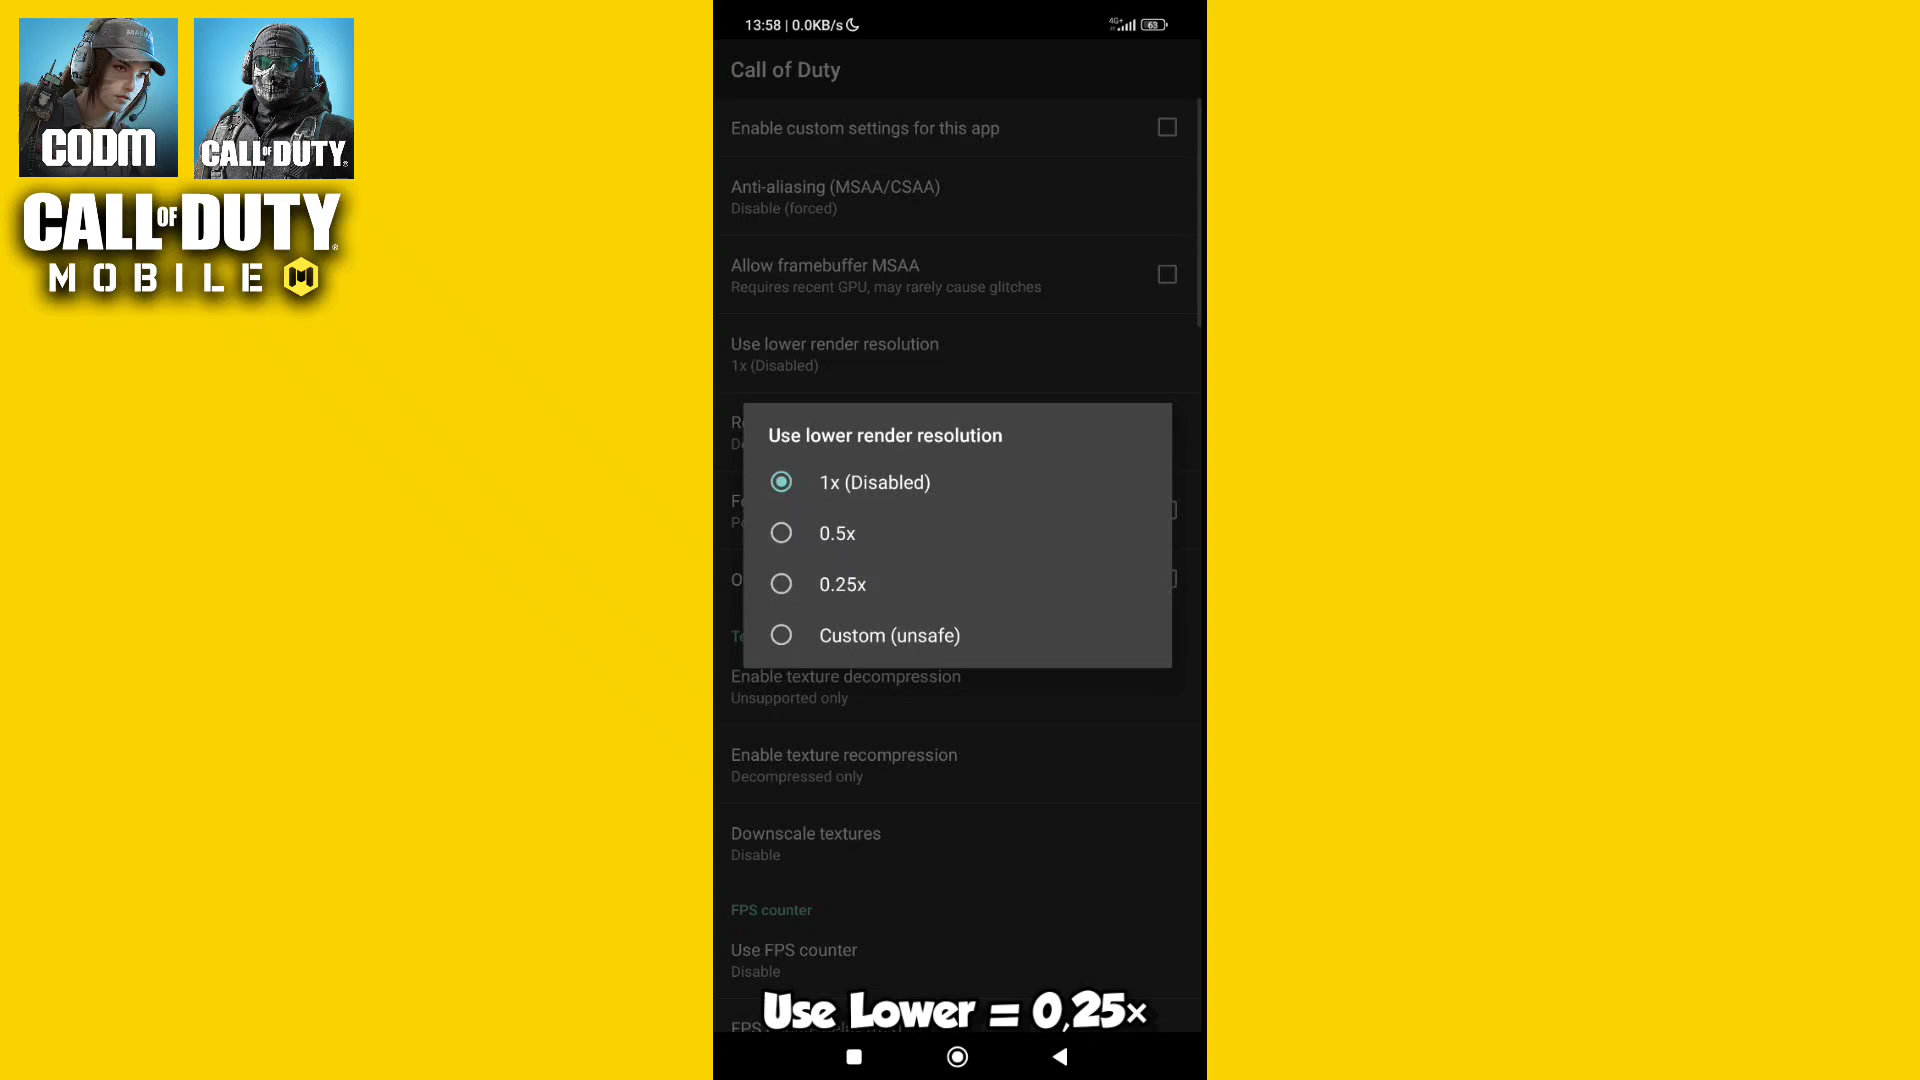 CODM
CALL OF DUTY
CALL OF DUTY
MOBILE
13:58 | 0.0KB/s
4G+
63
Call of Duty
Enable custom settings for this app
Anti-aliasing (MSAA/CSAA)
Disable (forced)
Allow framebuffer MSAA
Requires recent GPU, may rarely cause glitches
Use lower render resolution
1x (Disabled)
Use lower render resolution
1x (Disabled)
0.5x
0.25x
Custom (unsafe)
Enable texture decompression
Unsupported only
Enable texture recompression
Decompressed only
Downscale textures
Disable
FPS counter
Use FPS counter
Disable
Use Lower = 0,25×
FPS